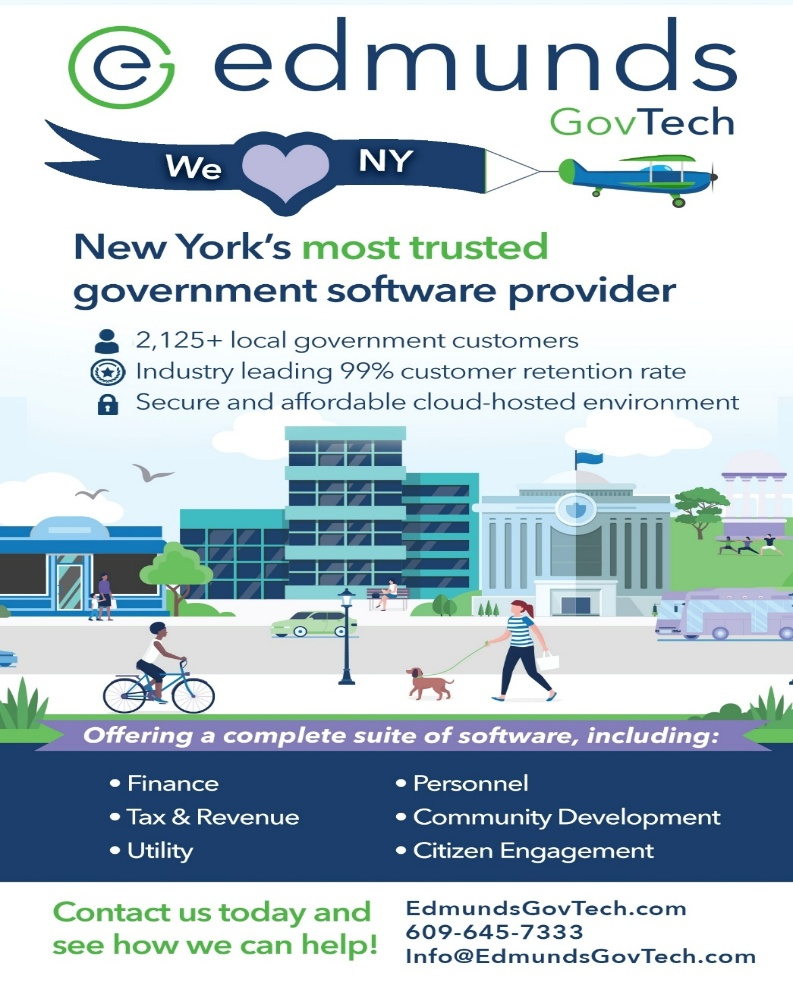 edmunds
GovTech
We NY
New York's most trusted
government software provider
2,125+ local government customers
Industry leading 99% customer retention rate
Secure and affordable cloud-hosted environment
Offering a complete suite of software, including:
• Finance
• Tax & Revenue
• Utility
• Personnel
• Community Development
• Citizen Engagement
Contact us today and
see how we can help!
EdmundsGovTech.com
609-645-7333
Info@EdmundsGovTech.com